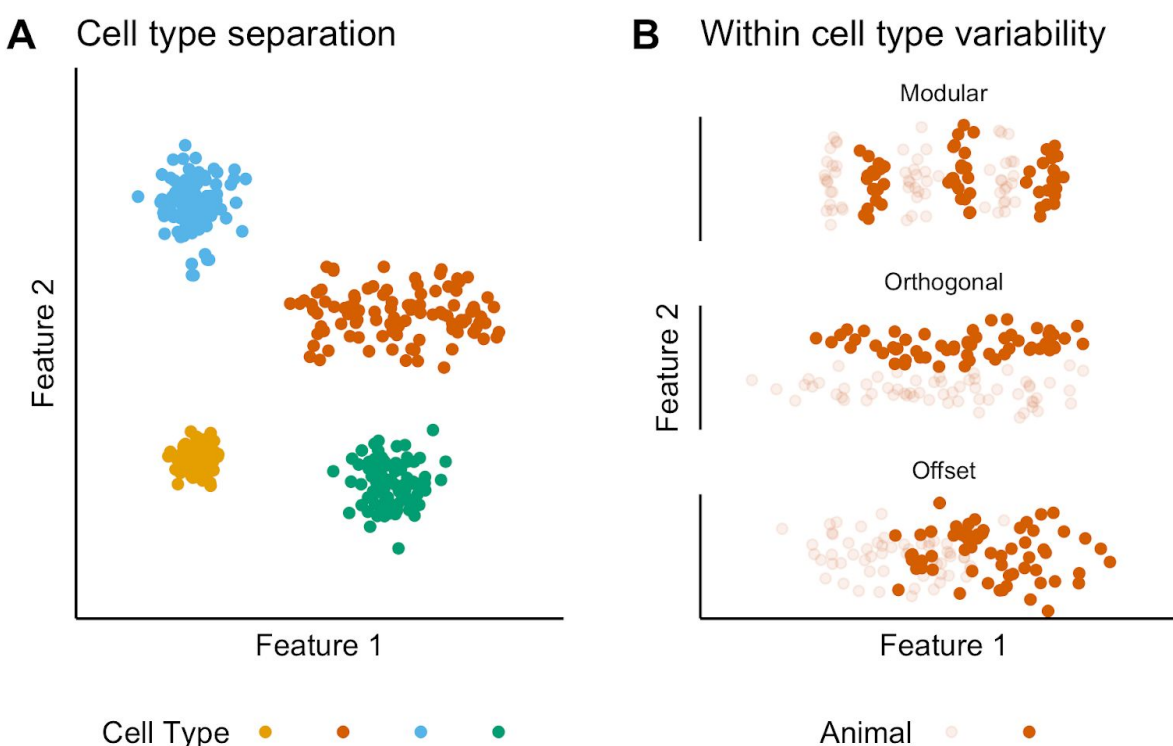 A Cell type separation
Feature 2
Feature 1
Cell Type
B Within cell type variability
Modular
Orthogonal
Offset
Feature 2
Feature 1
Animal